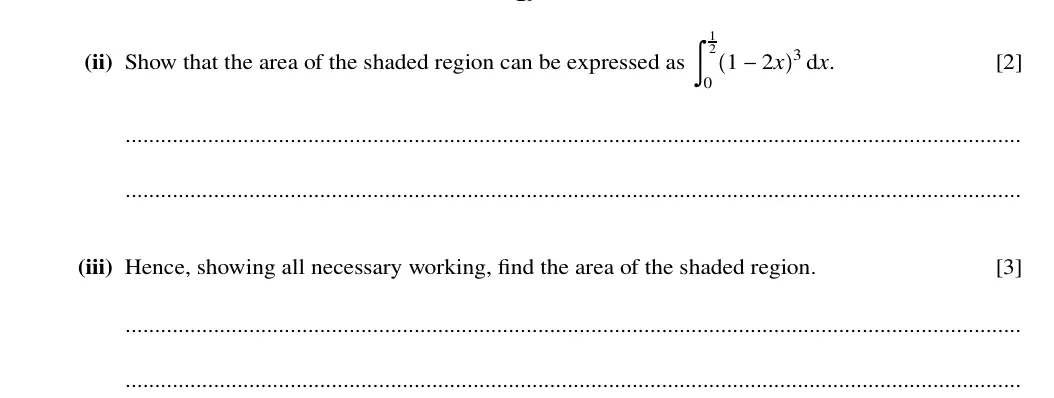 (ii) Show that the area of the shaded region can be expressed as ∫₀^½ (1 – 2x)³ dx. [2]
(iii) Hence, showing all necessary working, find the area of the shaded region. [3]